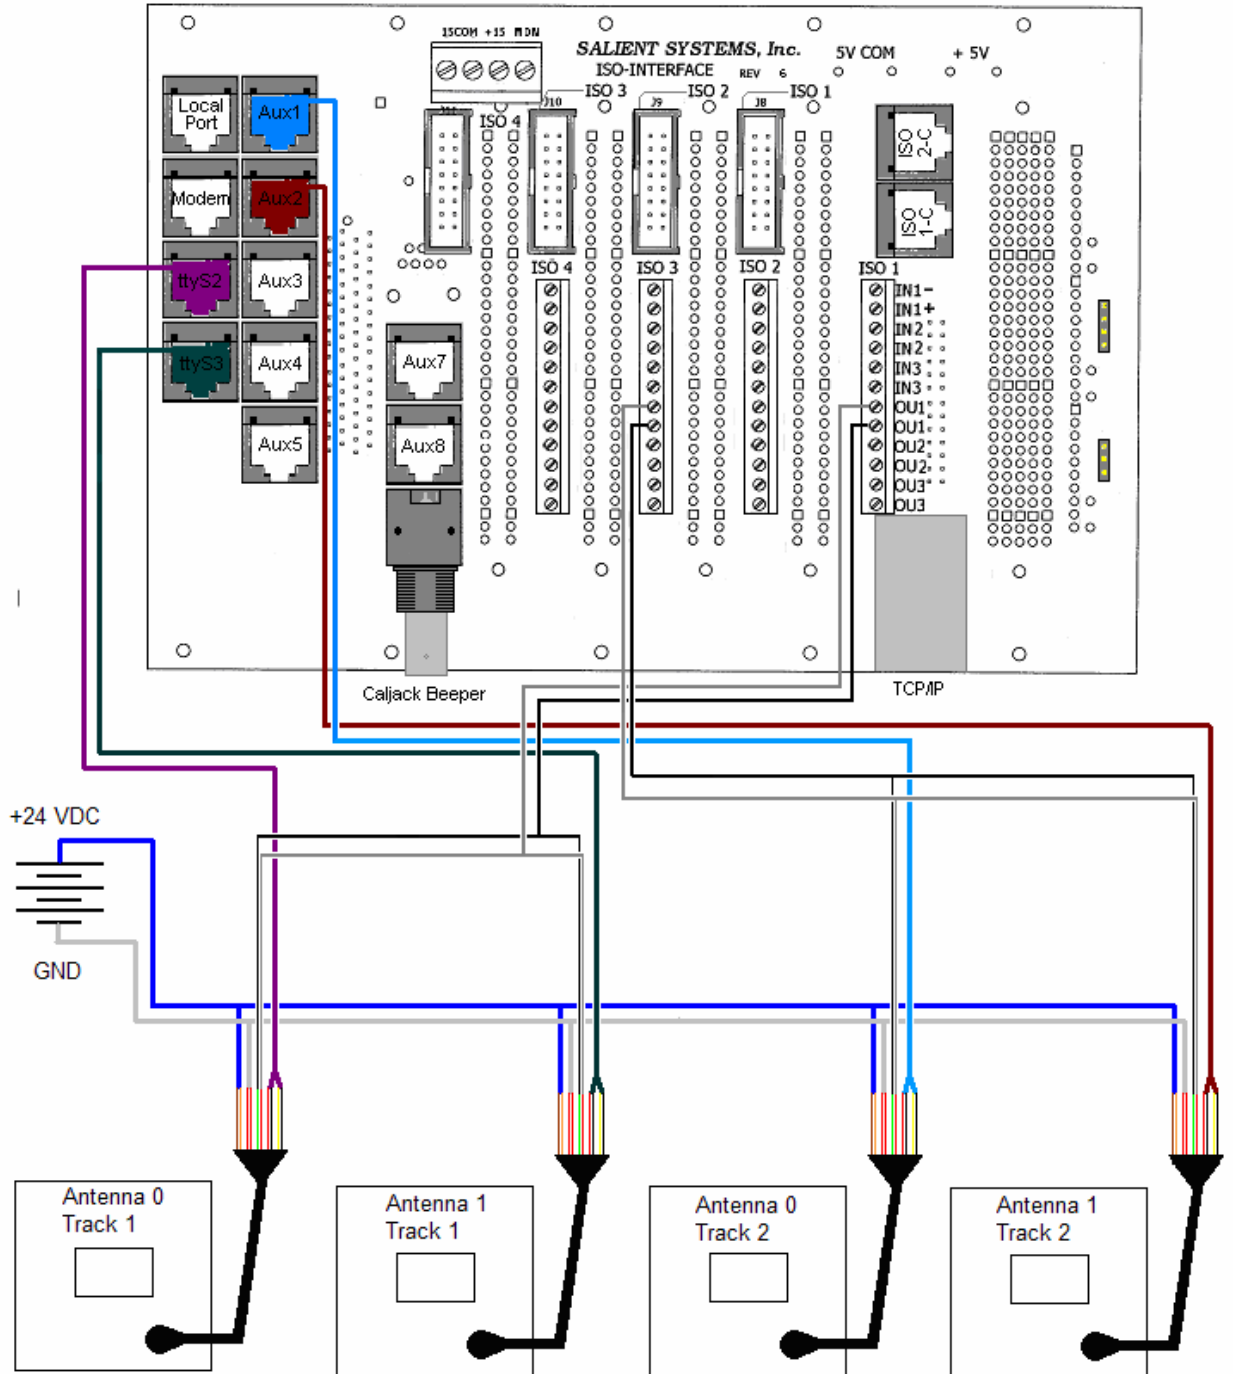 15COM +15 MON
SALIENT SYSTEMS, Inc.
ISO-INTERFACE REV 6
5V COM + 5V
ISO 3
ISO 2
ISO 1
J10
J9
J8
ISO 4
Local Port
Aux1
Modem
Aux2
ttyS2
Aux3
ttyS3
Aux4
Aux5
Aux7
Aux8
ISO 2-C
ISO 1-C
ISO 4
ISO 3
ISO 2
ISO 1
IN1-
IN1+
IN2
IN2
IN3
IN3
OU1
OU1
OU2
OU2
OU3
OU3
Caljack Beeper
TCP/IP
+24 VDC
GND
Antenna 0
Track 1
Antenna 1
Track 1
Antenna 0
Track 2
Antenna 1
Track 2